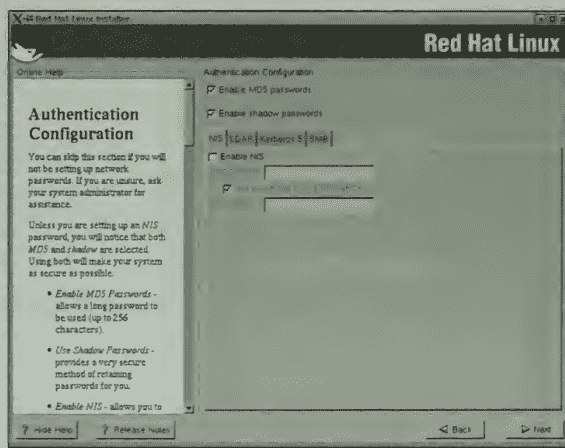 Red Hat Linux Installer
Red Hat Linux
Online Help
Authentication
Configuration
You can skip this section if you will
not be setting up network
passwords. If you are unsure, ask
your system administrator for
assistance.
Unless you are setting up an NIS
password, you will notice that both
MD5 and shadow are selected.
Using both will make your system
as secure as possible.
• Enable MD5 Passwords -
allows a long password to
be used (up to 256
characters).
• Use Shadow Passwords -
provides a very secure
method of retaining
passwords for you.
• Enable NIS - allows you to
Authentication Configuration
Enable MD5 passwords
Enable shadow passwords
NIS LDAP Kerberos 5 SMB
Enable NIS
? Hide Help
? Release Notes
Back
Next